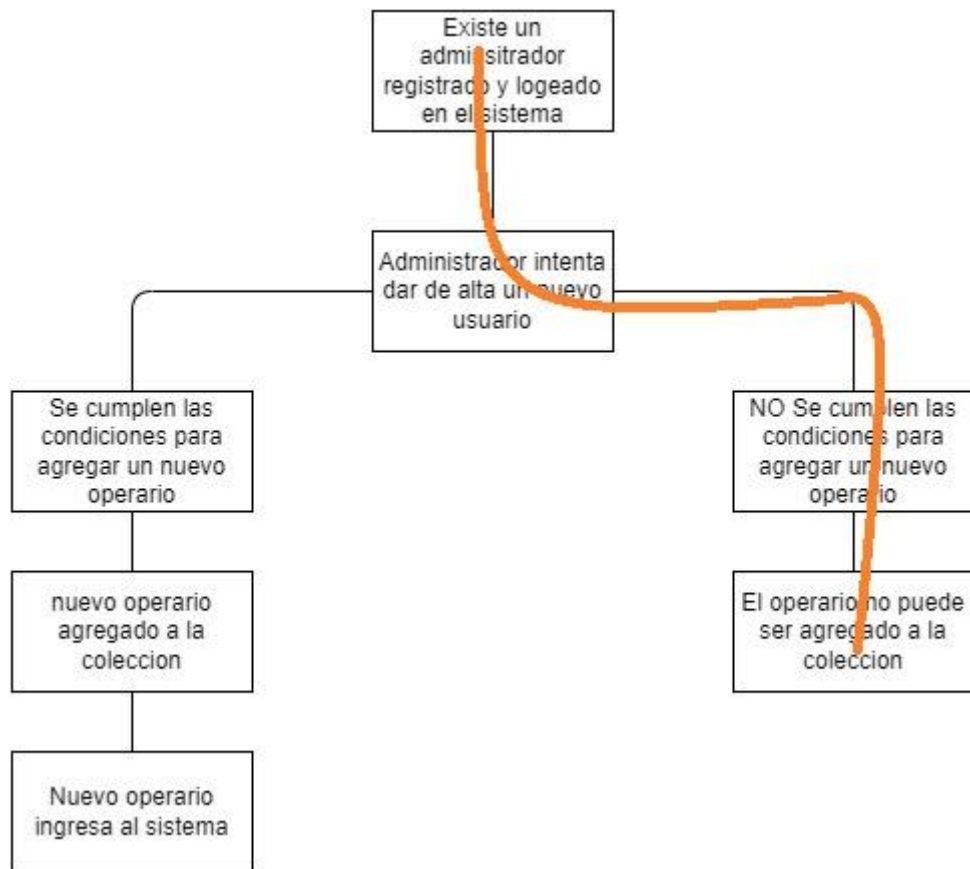 Existe un
adminsitrador
registrado y logeado
en el sistema
Administrador intenta
dar de alta un nuevo
usuario
Se cumplen las
condiciones para
agregar un nuevo
operario
NO Se cumplen las
condiciones para
agregar un nuevo
operario
nuevo operario
agregado a la
coleccion
El operario no puede
ser agregado a la
coleccion
Nuevo operario
ingresa al sistema